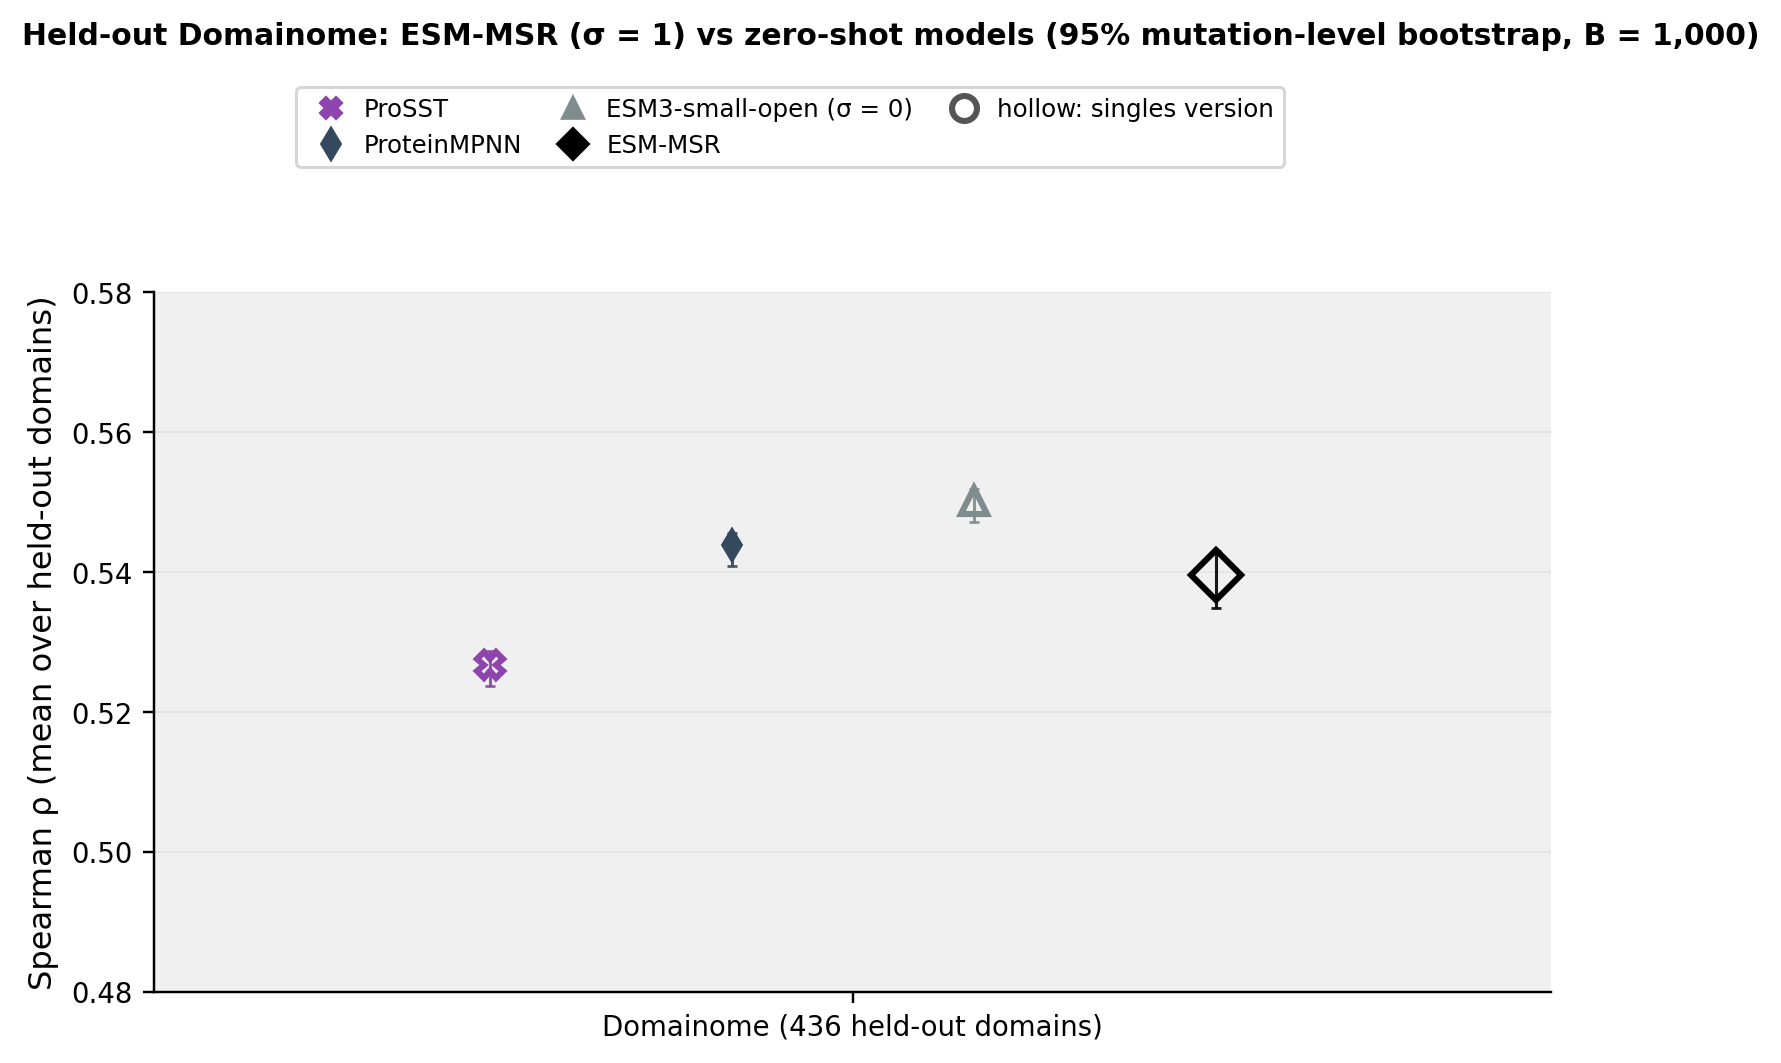 Held-out Domainome: ESM-MSR (σ = 1) vs zero-shot models (95% mutation-level bootstrap, B = 1,000)
ProSST
ProteinMPNN
ESM3-small-open (σ = 0)
ESM-MSR
hollow: singles version
Spearman ρ (mean over held-out domains)
0.58
0.56
0.54
0.52
0.50
0.48
Domainome (436 held-out domains)